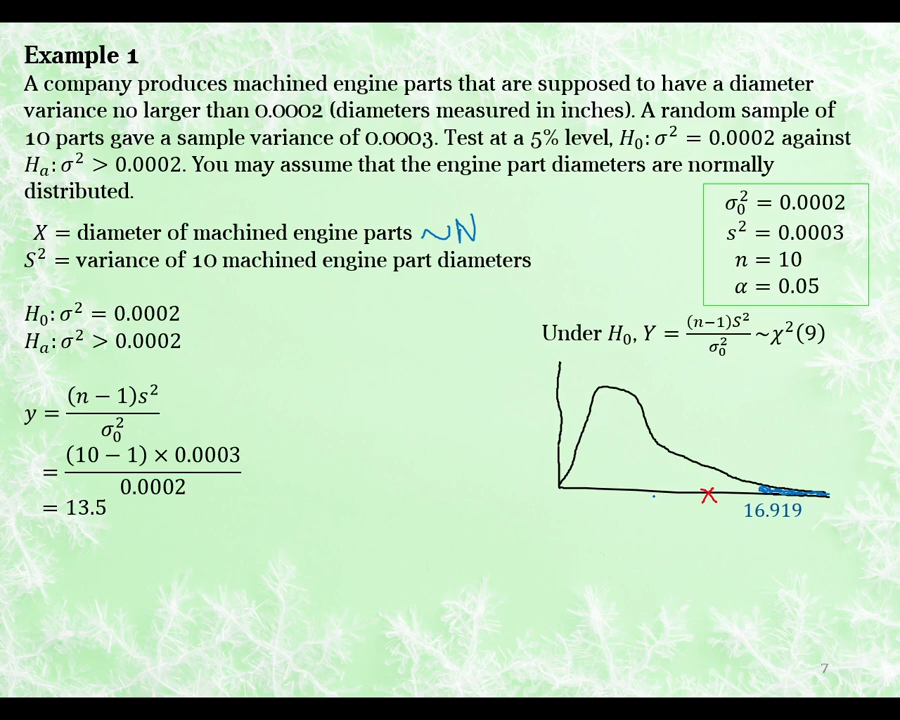 Example 1
A company produces machined engine parts that are supposed to have a diameter
variance no larger than 0.0002 (diameters measured in inches). A random sample of
10 parts gave a sample variance of 0.0003. Test at a 5% level, H₀: σ² = 0.0002 against
Hₐ: σ² > 0.0002. You may assume that the engine part diameters are normally
distributed.
σ₀² = 0.0002
s² = 0.0003
n = 10
α = 0.05
X = diameter of machined engine parts ~N
S² = variance of 10 machined engine part diameters
H₀: σ² = 0.0002
Hₐ: σ² > 0.0002
Under H₀, Y = (n−1)S²/σ₀² ~χ²(9)
y = (n − 1)s²/σ₀²
= (10 − 1) × 0.0003/0.0002
= 13.5
16.919
7